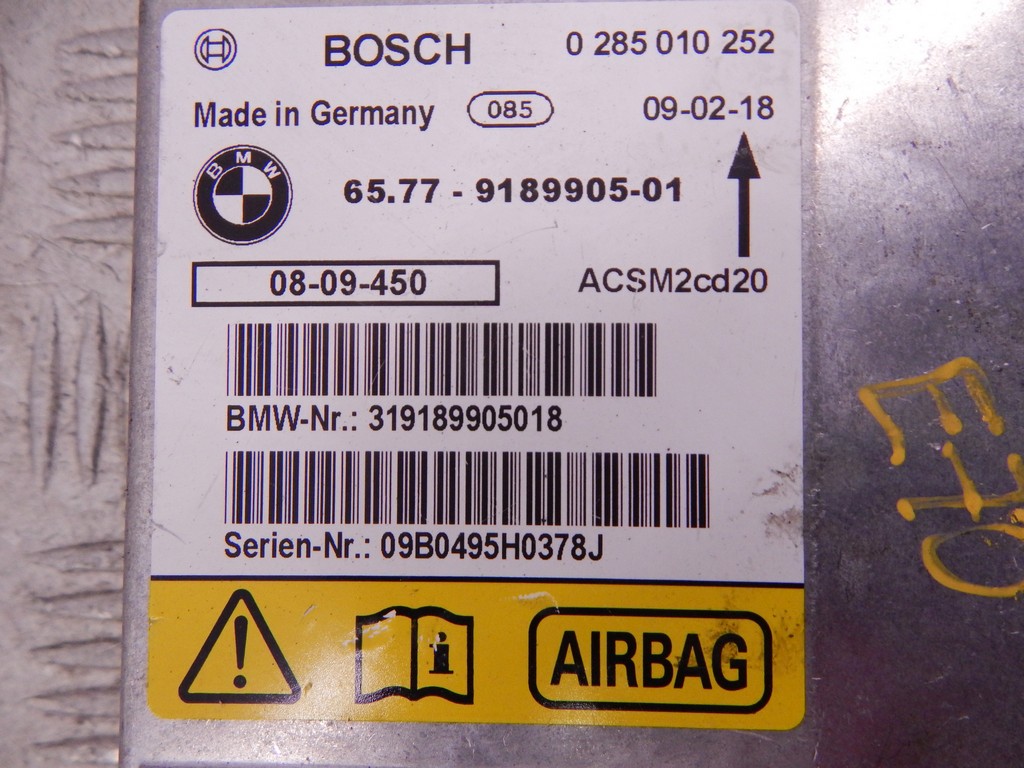 BOSCH 0 285 010 252
Made in Germany 085 09-02-18
BMW
65.77 - 9189905-01
08-09-450 ACSM2cd20
BMW-Nr.: 319189905018
Serien-Nr.: 09B0495H0378J
! i AIRBAG